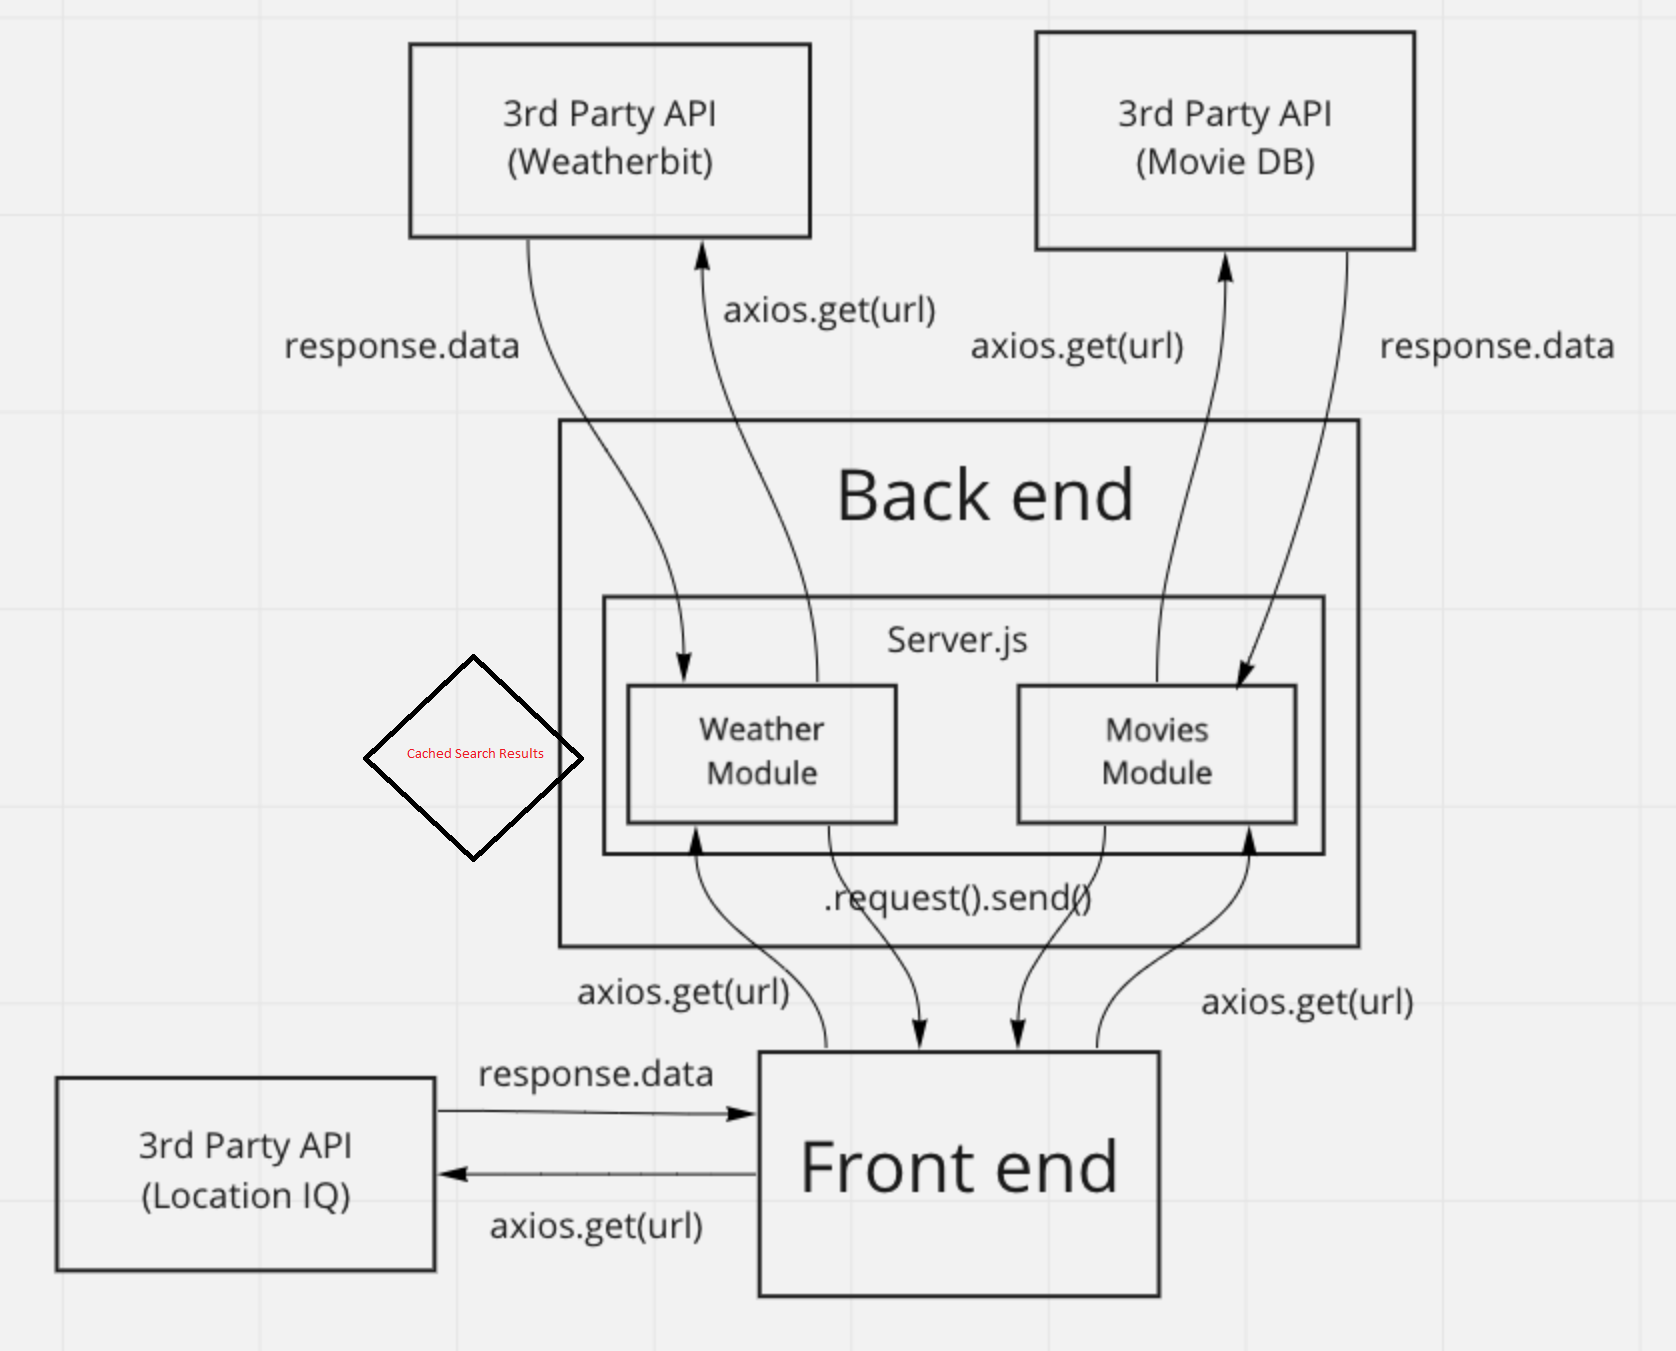 3rd Party API
(Weatherbit)
3rd Party API
(Movie DB)
response.data
axios.get(url)
axios.get(url)
response.data
Back end
Server.js
Weather
Module
Movies
Module
Cached Search Results
.request().send()
axios.get(url)
axios.get(url)
response.data
3rd Party API
(Location IQ)
Front end
axios.get(url)